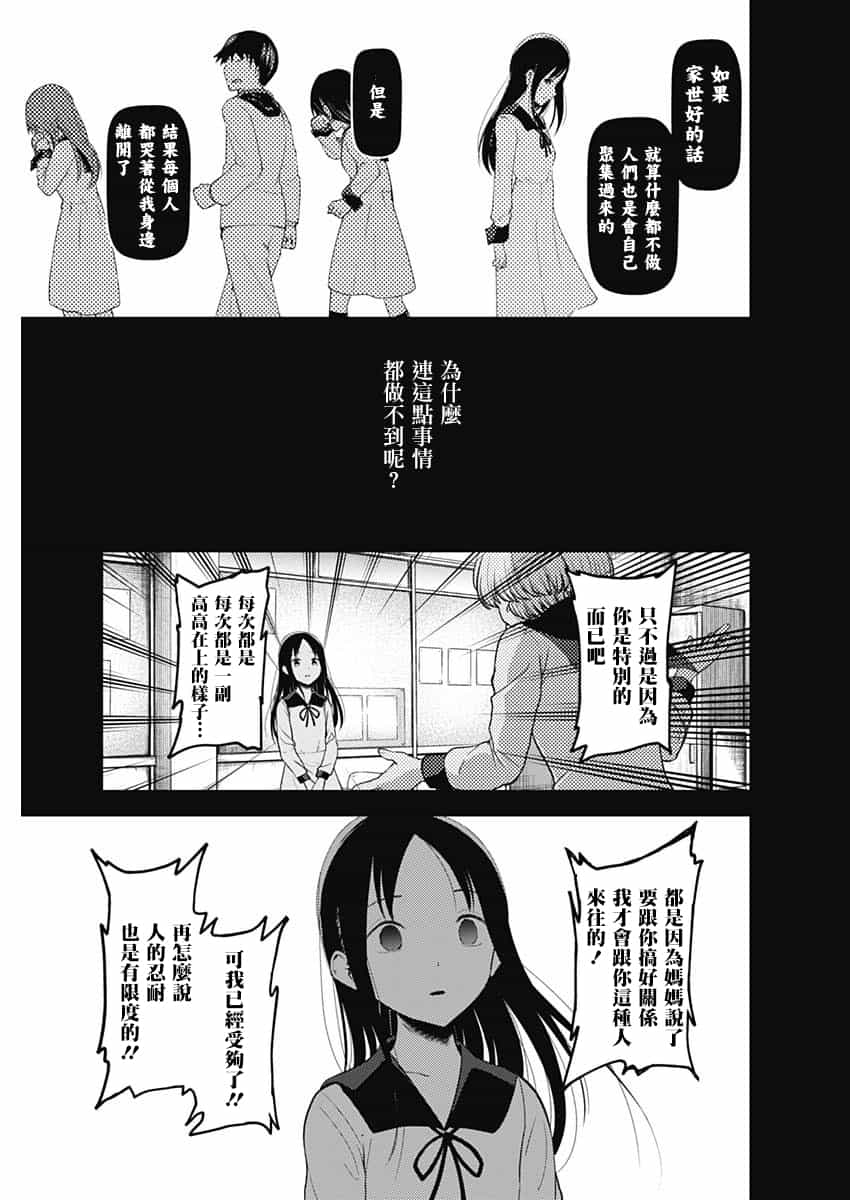 如果
家世好的話
就算什麼都不做
人們也是會自己
聚集過來的
但是
結果每個人
都哭著從我身邊
離開了
為什麼
連這點事情
都做不到呢？
只不過是因為
你是特別的
而已吧
每次都是
每次都是一副
高高在上的樣子…
都是因為媽媽說了
要跟你搞好關係
我才會跟你這種人
來往的！
可我已經受夠了!!
再怎麼說
人的忍耐
也是有限度的!!